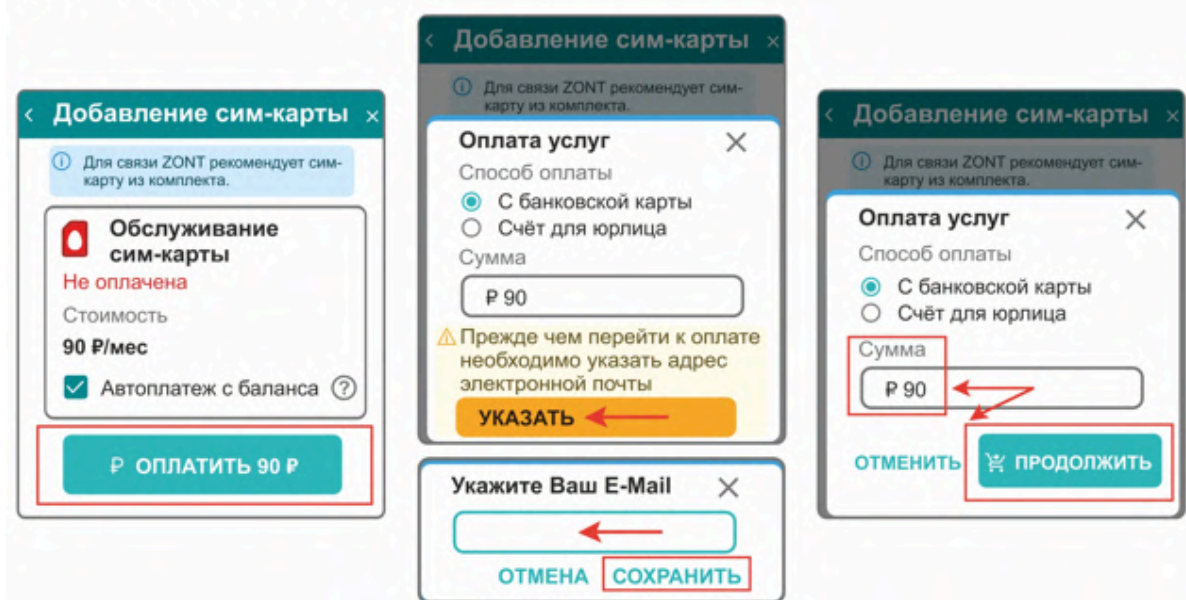 Добавление сим-карты
Для связи ZONT рекомендует сим-
карту из комплекта.
Обслуживание
сим-карты
Не оплачена
Стоимость
90 ₽/мес
Автоплатеж с баланса ?
₽ ОПЛАТИТЬ 90 ₽
Добавление сим-карты
Для связи ZONT рекомендует сим-
карту из комплекта.
Оплата услуг
Способ оплаты
С банковской карты
Счёт для юрлица
Сумма
₽ 90
Прежде чем перейти к оплате
необходимо указать адрес
электронной почты
УКАЗАТЬ
Укажите Ваш E-Mail
ОТМЕНА СОХРАНИТЬ
Добавление сим-карты
Для связи ZONT рекомендует сим-
карту из комплекта.
Оплата услуг
Способ оплаты
С банковской карты
Счёт для юрлица
Сумма
₽ 90
ОТМЕНИТЬ ПРОДОЛЖИТЬ